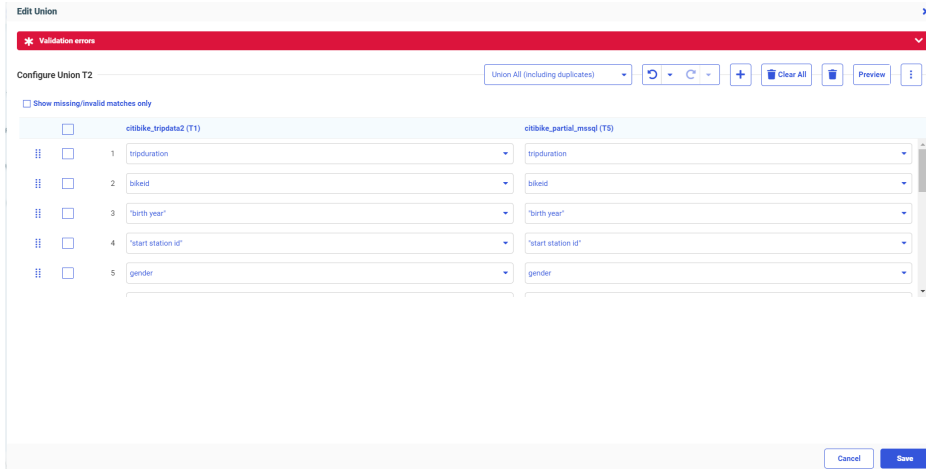 Edit Union
Validation errors
Configure Union T2
Union All (including duplicates)
Clear All
Preview
Show missing/invalid matches only
citibike_tripdata2 (T1) citibike_partial_mssql (T5)
1 tripduration tripduration
2 bikeid bikeid
3 "birth year" "birth year"
4 "start station id" "start station id"
5 gender gender
Cancel Save